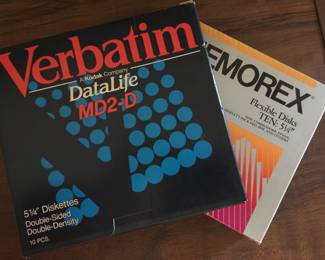 Verbatim
A Kodak Company
DataLife
MD2-D
5¼" Diskettes
Double-Sided
Double-Density
10 PCS.
EMOREX
Flexible Disks
TEN: 5¼"